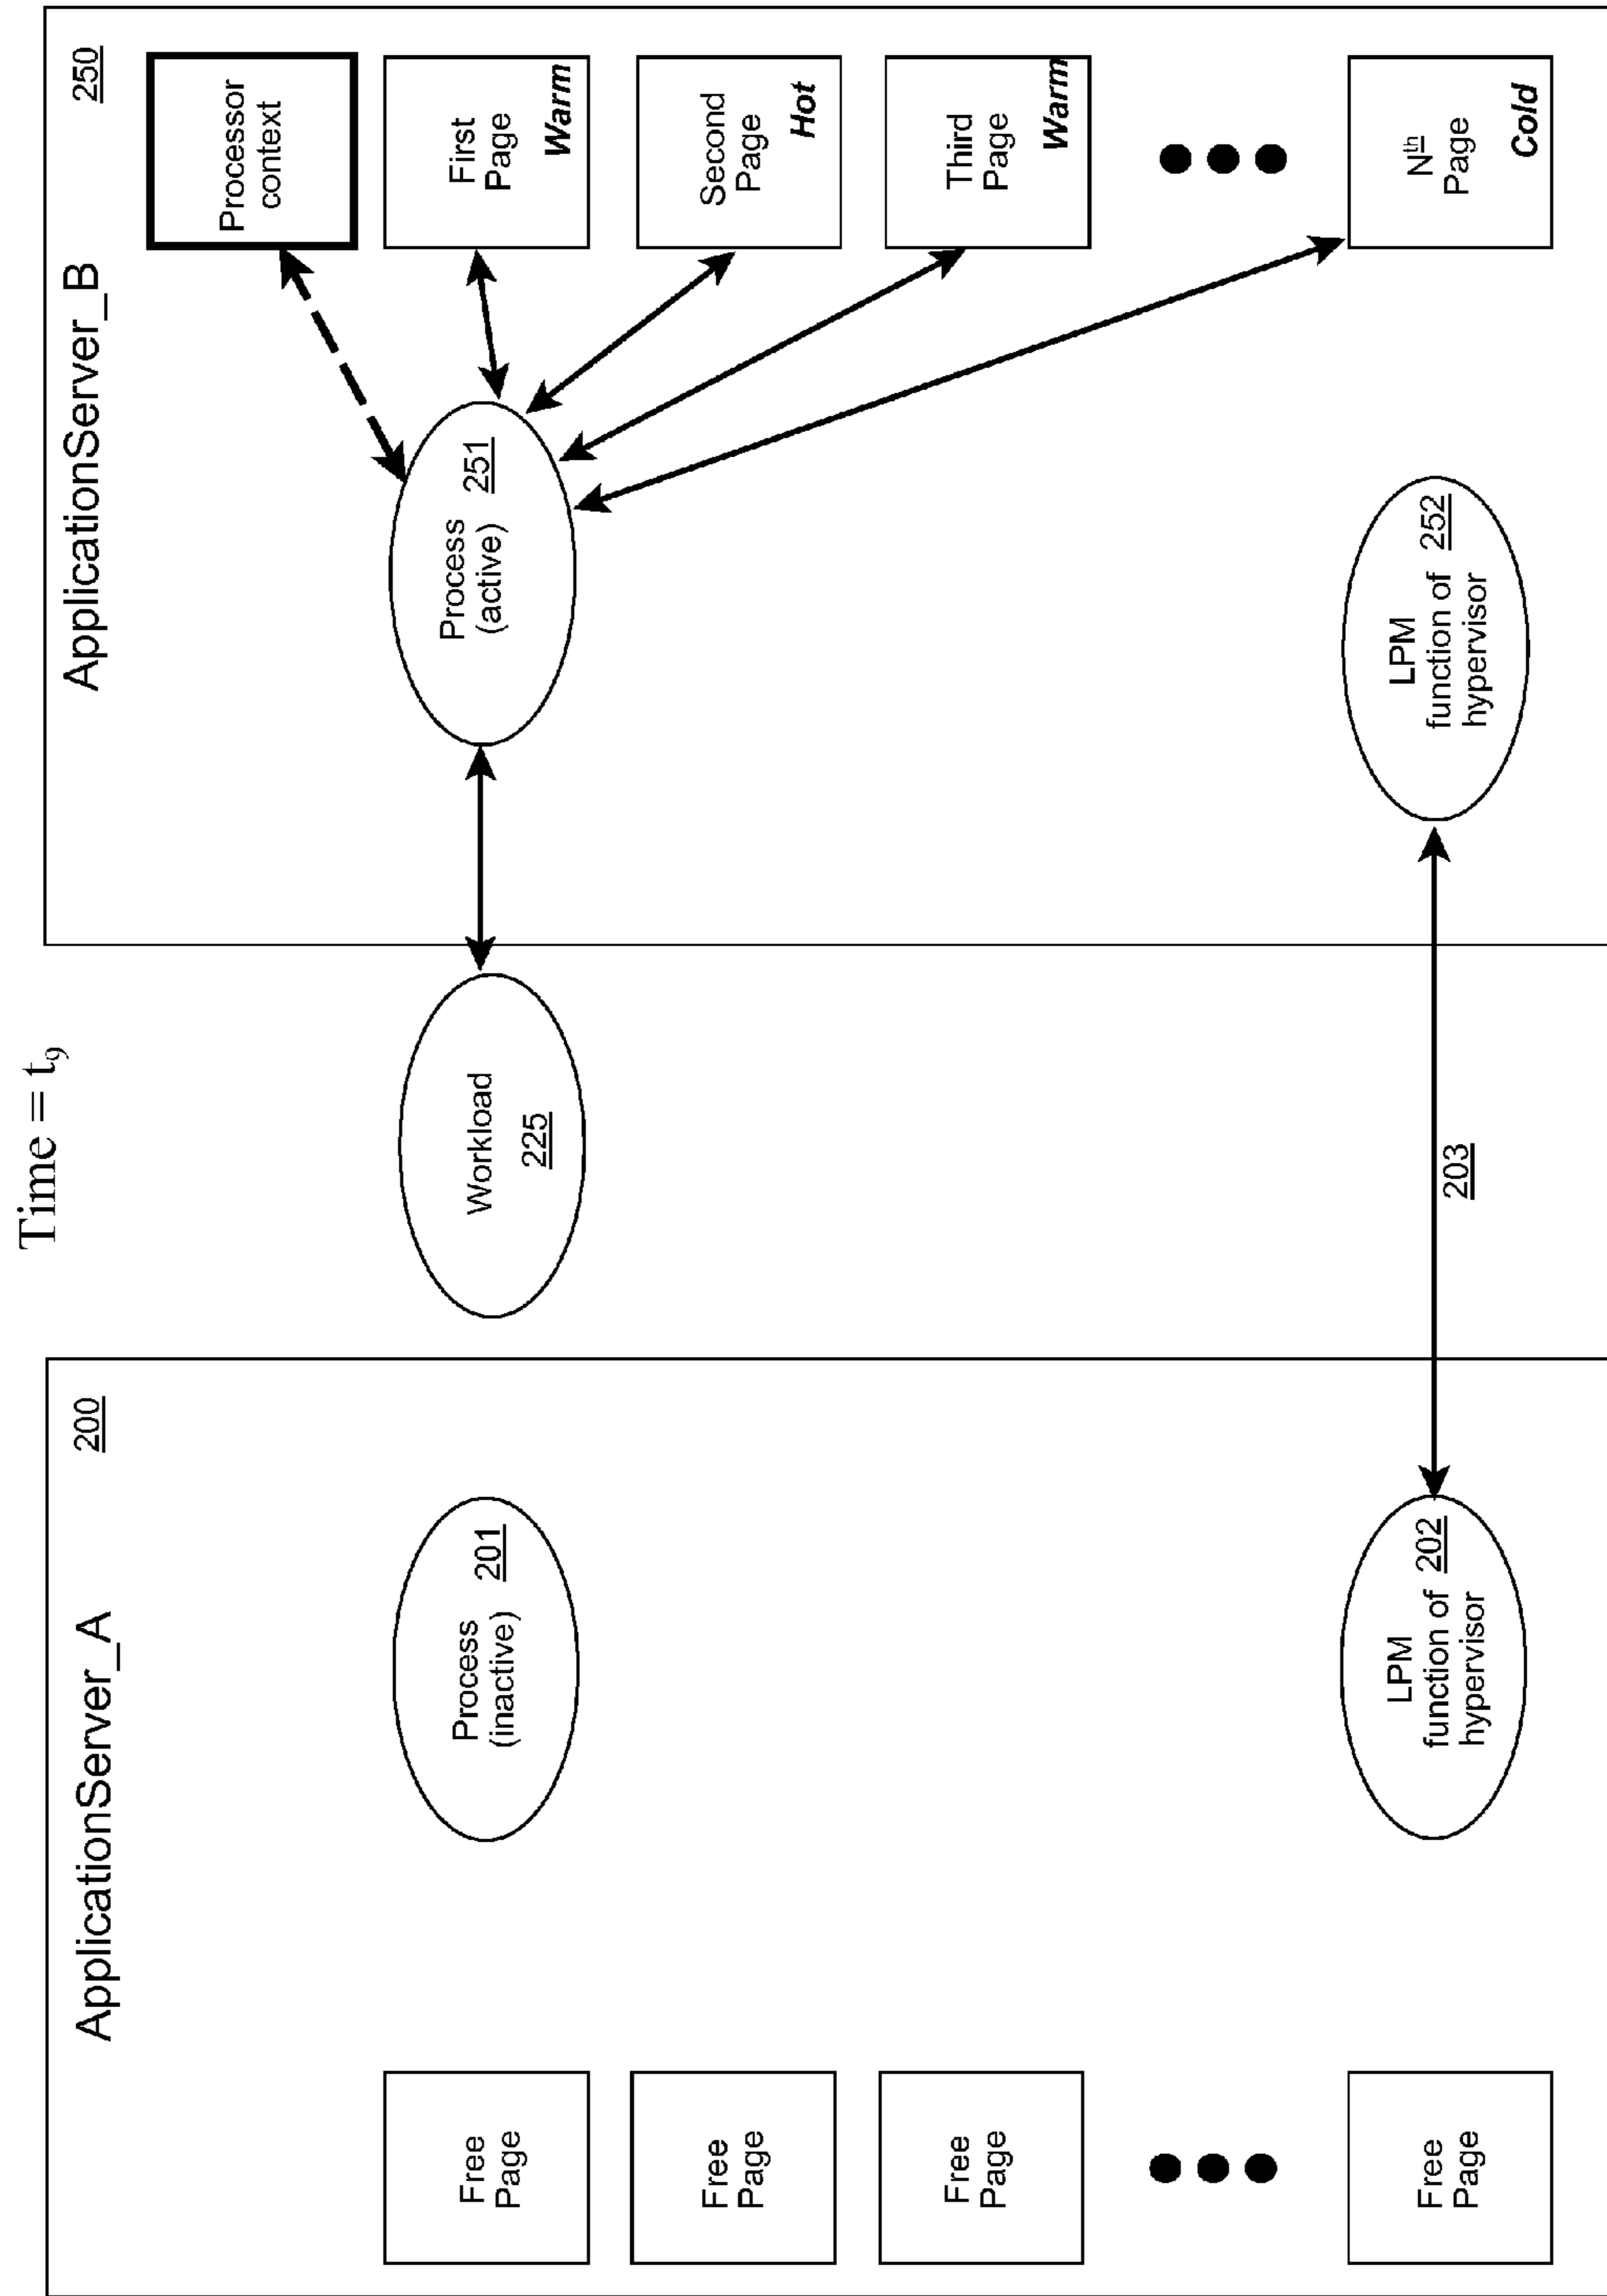 Time = t9
ApplicationServer_A
200
Free
Page
Free
Page
Free
Page
Free
Page
Process
(inactive)
201
LPM
function of 202
hypervisor
Workload
225
203
ApplicationServer_B
250
Process
(active)
251
LPM
function of 252
hypervisor
Processor
context
First
Page
Warm
Second
Page
Hot
Third
Page
Warm
Nth
Page
Cold